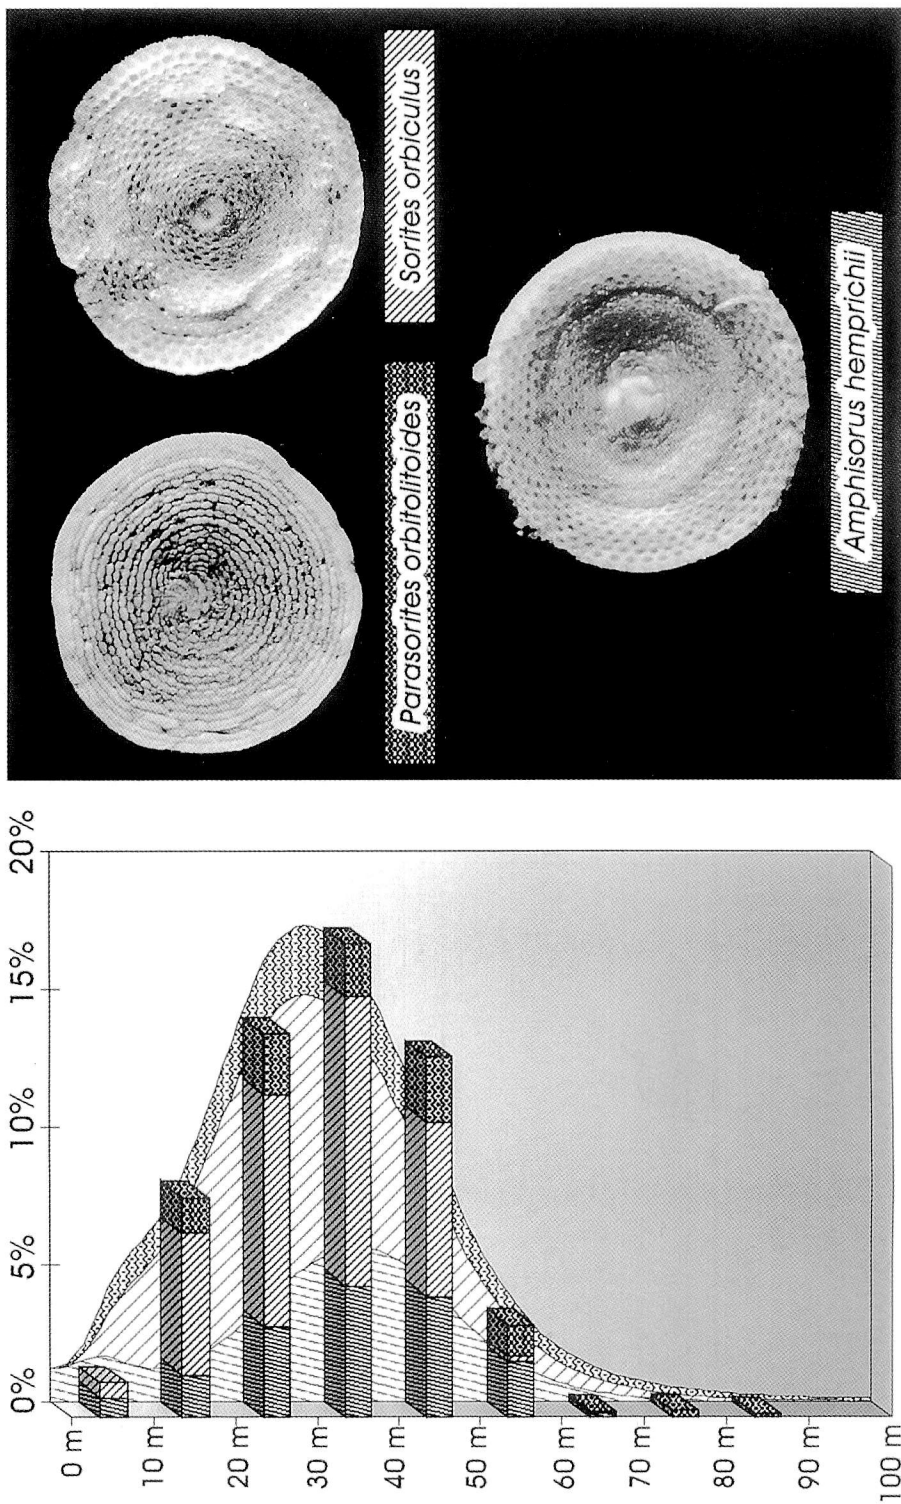 Sorites orbiculus
Parasorites orbitolitoides
Amphisorus hemprichii
20%
15%
10%
5%
0%
0 m
10 m
20 m
30 m
40 m
50 m
60 m
70 m
80 m
90 m
100 m